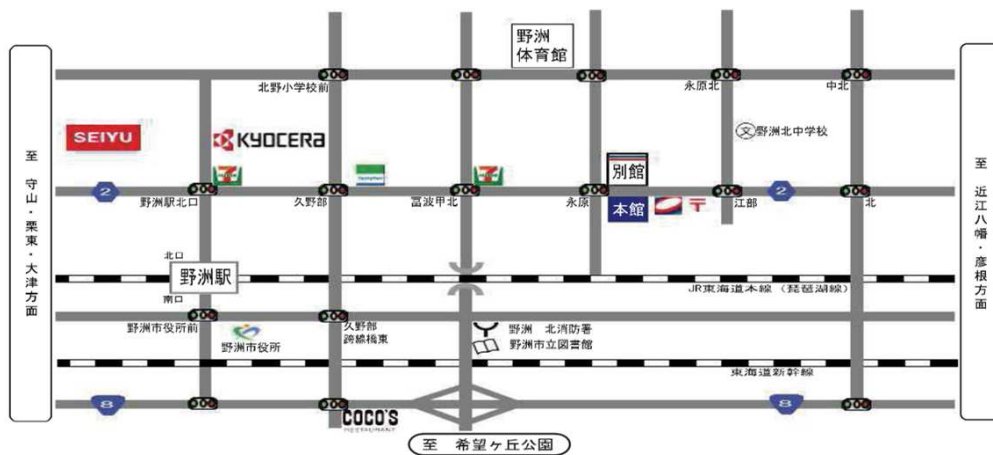 野洲
体育館
北野小学校前
永原北
中北
SEIYU
KYOCERA
文
野洲北中学校
至 守山・栗東・大津方面
至 近江八幡・彦根方面
別館
2
7
FamilyMart
7
2
野洲駅北口
久野部
冨波甲北
永原
本館
〒
江部
北
北口
野洲駅
JR東海道本線（琵琶湖線）
南口
野洲市役所前
久野部
跨線橋東
野洲市役所
野洲 北消防署
野洲市立図書館
東海道新幹線
8
8
COCO'S
RESTAURANT
至 希望ヶ丘公園